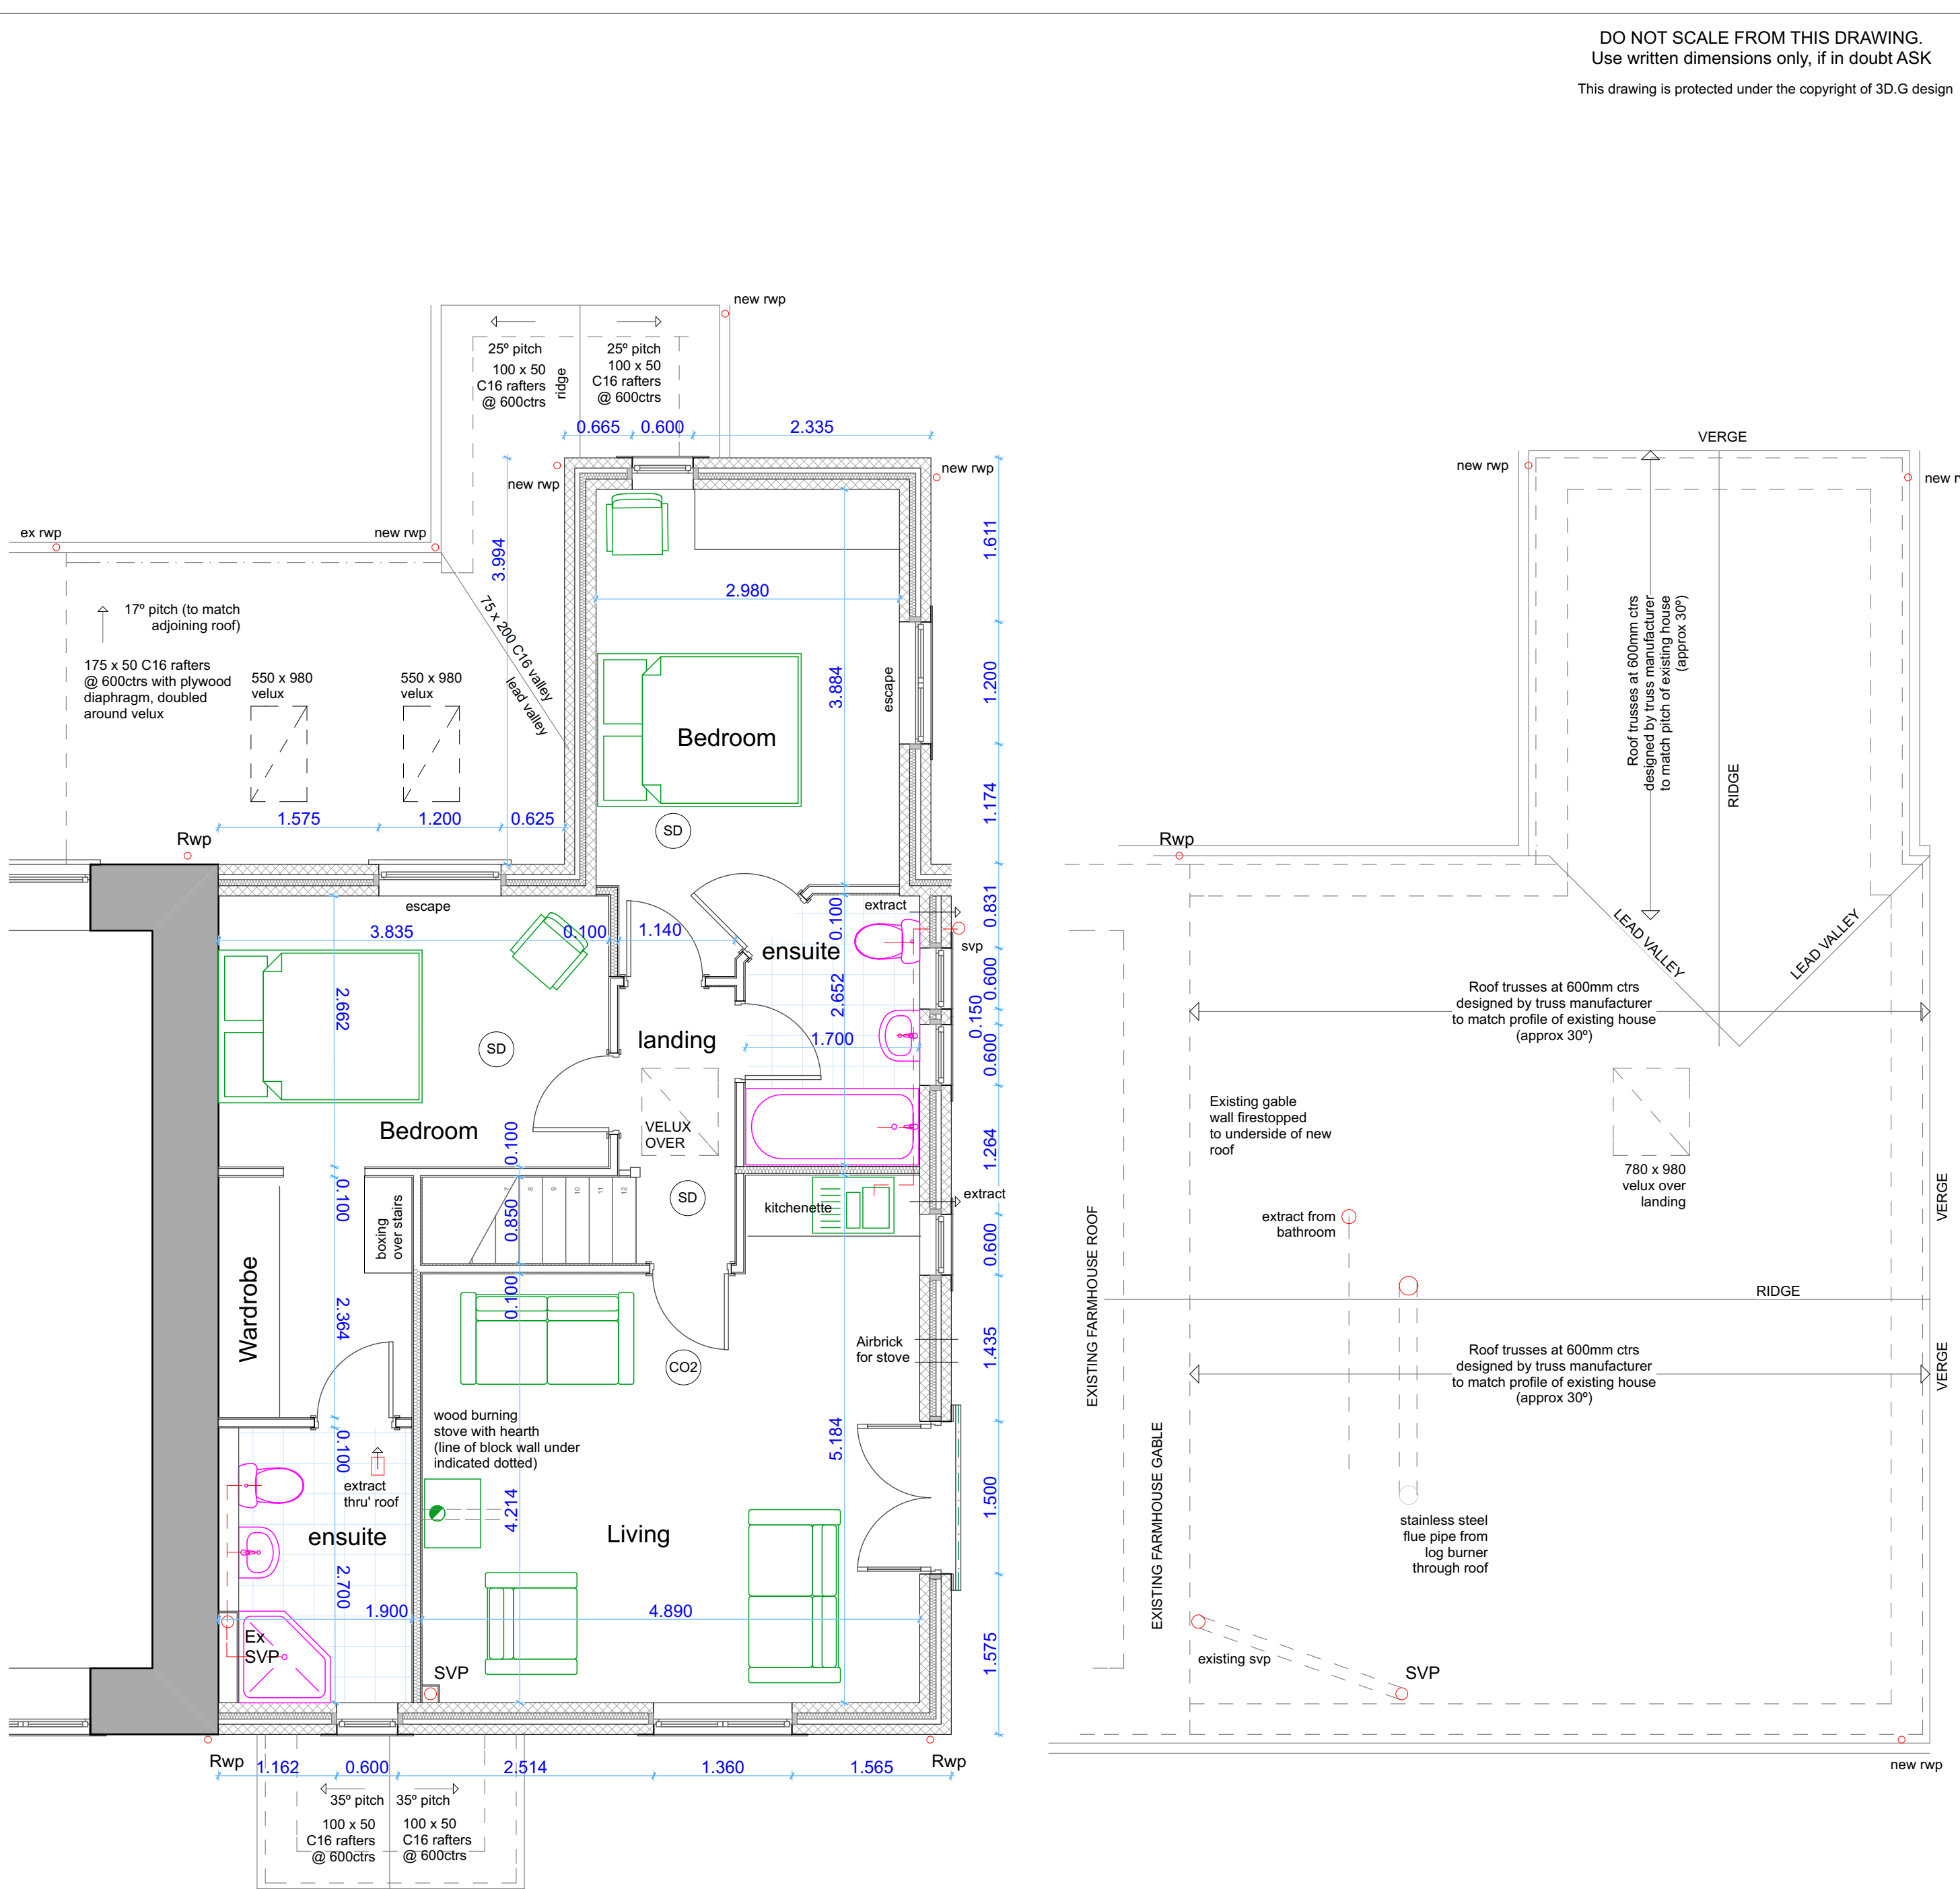 DO NOT SCALE FROM THIS DRAWING.
Use written dimensions only, if in doubt ASK
This drawing is protected under the copyright of 3D.G design
new rwp
25º pitch
100 x 50
C16 rafters
@ 600ctrs
ridge
25º pitch
100 x 50
C16 rafters
@ 600ctrs
0.665
0.600
2.335
new rwp
new rwp
ex rwp
new rwp
3.994
1.611
2.980
17º pitch (to match
adjoining roof)
175 x 50 C16 rafters
@ 600ctrs with plywood
diaphragm, doubled
around velux
550 x 980
velux
550 x 980
velux
75 x 200 C16 valley
lead valley
3.884
escape
1.200
Bedroom
1.174
1.575
1.200
0.625
SD
Rwp
escape
3.835
0.100
1.140
0.100
extract
0.831
ensuite
svp
2.662
2.652
0.600
0.150
SD
landing
1.700
0.600
VELUX
OVER
Bedroom
0.100
1.264
0.100
boxing
over stairs
0.850
7
8
9
10
11
12
SD
kitchenette
extract
0.600
Wardrobe
2.364
0.100
CO2
Airbrick
for stove
1.435
wood burning
stove with hearth
(line of block wall under
indicated dotted)
0.100
extract
thru' roof
4.214
5.184
1.500
ensuite
Living
2.700
1.900
4.890
1.575
Ex
SVP
SVP
Rwp
1.162
0.600
2.514
1.360
1.565
Rwp
35º pitch
35º pitch
100 x 50
C16 rafters
@ 600ctrs
100 x 50
C16 rafters
@ 600ctrs
VERGE
new rwp
new r
Roof trusses at 600mm ctrs
designed by truss manufacturer
to match pitch of existing house
(approx 30º)
RIDGE
Rwp
LEAD VALLEY
LEAD VALLEY
Roof trusses at 600mm ctrs
designed by truss manufacturer
to match profile of existing house
(approx 30º)
Existing gable
wall firestopped
to underside of new
roof
780 x 980
velux over
landing
VERGE
extract from
bathroom
EXISTING FARMHOUSE ROOF
RIDGE
Roof trusses at 600mm ctrs
designed by truss manufacturer
to match profile of existing house
(approx 30º)
VERGE
EXISTING FARMHOUSE GABLE
stainless steel
flue pipe from
log burner
through roof
existing svp
SVP
new rwp